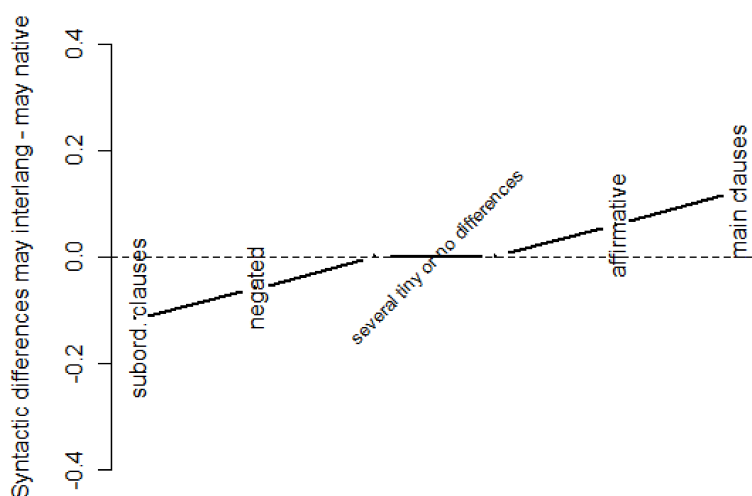 Syntactic differences may interlang - may native
0.4
0.2
0.0
-0.2
-0.4
subord. clauses
negated
several tiny or no differences
affirmative
main clauses